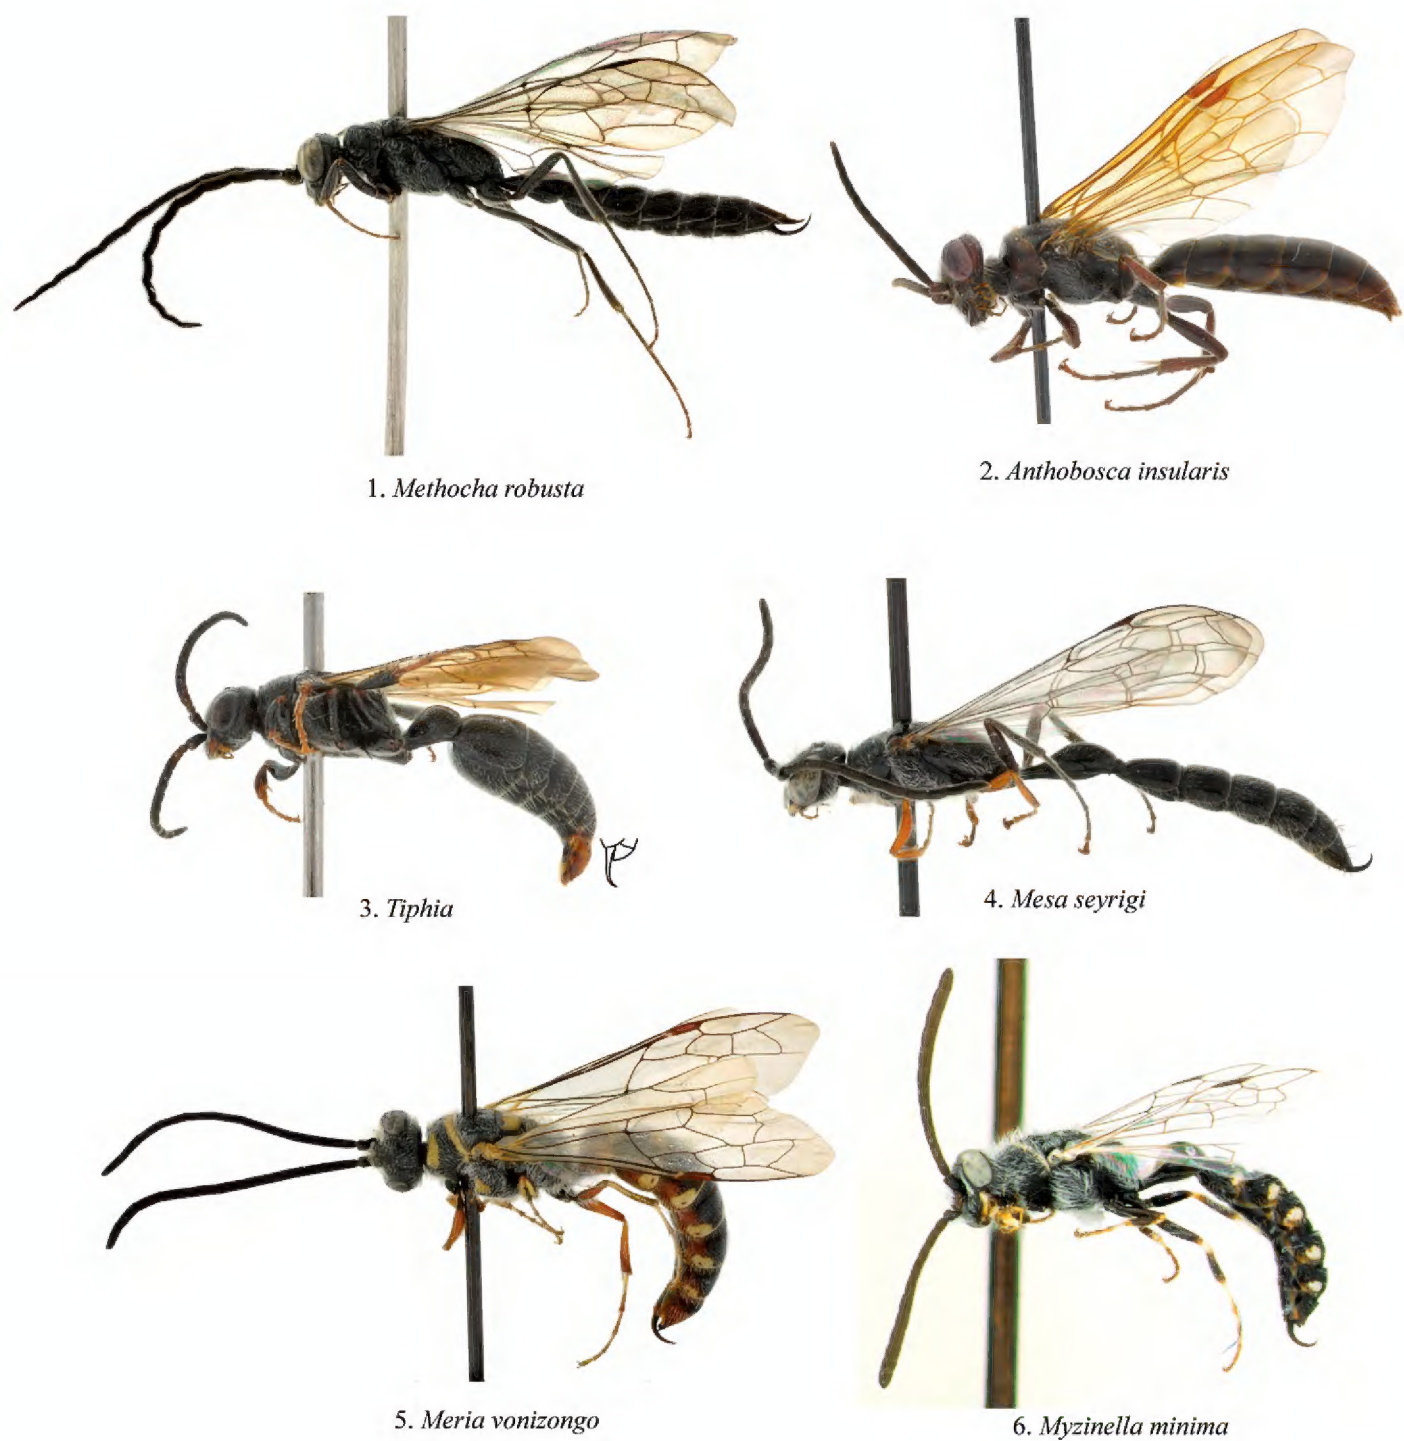 1. Methocha robusta
2. Anthobosca insularis
3. Tiphia
4. Mesa seyrigi
5. Meria vonizongo
6. Myzinella minima